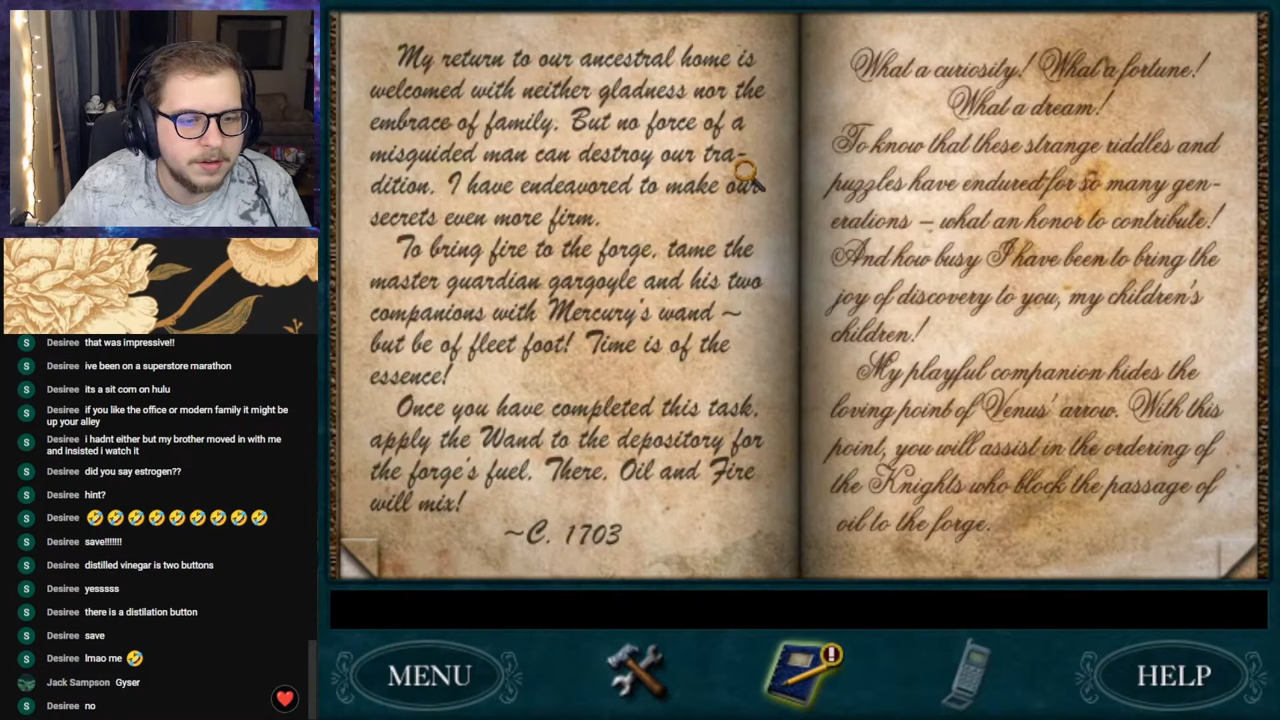 My return to our ancestral home is
welcomed with neither gladness nor the
embrace of family. But no force of a
misguided man can destroy our tra-
dition. I have endeavored to make our
secrets even more firm.
To bring fire to the forge, tame the
master guardian gargoyle and his two
companions with Mercury's wand ~
but be of fleet foot! Time is of the
essence!
Once you have completed this task,
apply the Wand to the depository for
the forge's fuel. There, Oil and Fire
will mix!
~C. 1703
What a curiosity! What a fortune!
What a dream!
To know that these strange riddles and
puzzles have endured for so many gen-
erations – what an honor to contribute!
And how busy I have been to bring the
joy of discovery to you, my children's
children!
My playful companion hides the
loving point of Venus' arrow. With this
point, you will assist in the ordering of
the Knights who block the passage of
oil to the forge.
S Desiree that was impressive!!
S Desiree ive been on a superstore marathon
S Desiree its a sit com on hulu
S Desiree if you like the office or modern family it might be
up your alley
S Desiree i hadnt either but my brother moved in with me
and insisted i watch it
S Desiree did you say estrogen??
S Desiree hint?
S Desiree 🤣🤣🤣🤣🤣🤣🤣🤣🤣
S Desiree save!!!!!!!
S Desiree distilled vinegar is two buttons
S Desiree yesssss
S Desiree there is a distilation button
S Desiree save
S Desiree lmao me 🤣
Jack Sampson Gyser
S Desiree no
MENU
!
HELP